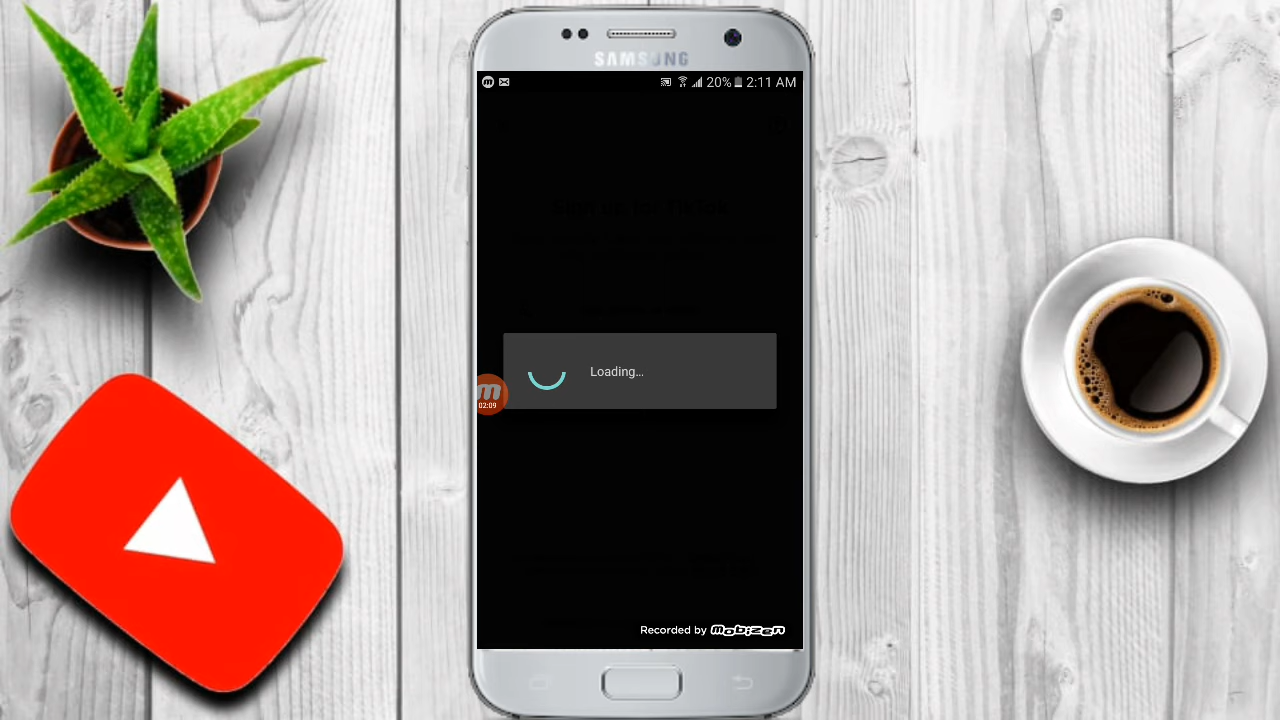 SAMSUNG
20% 2:11 AM
Sign up for TikTok
Loading...
02:09
Recorded by Mobizen